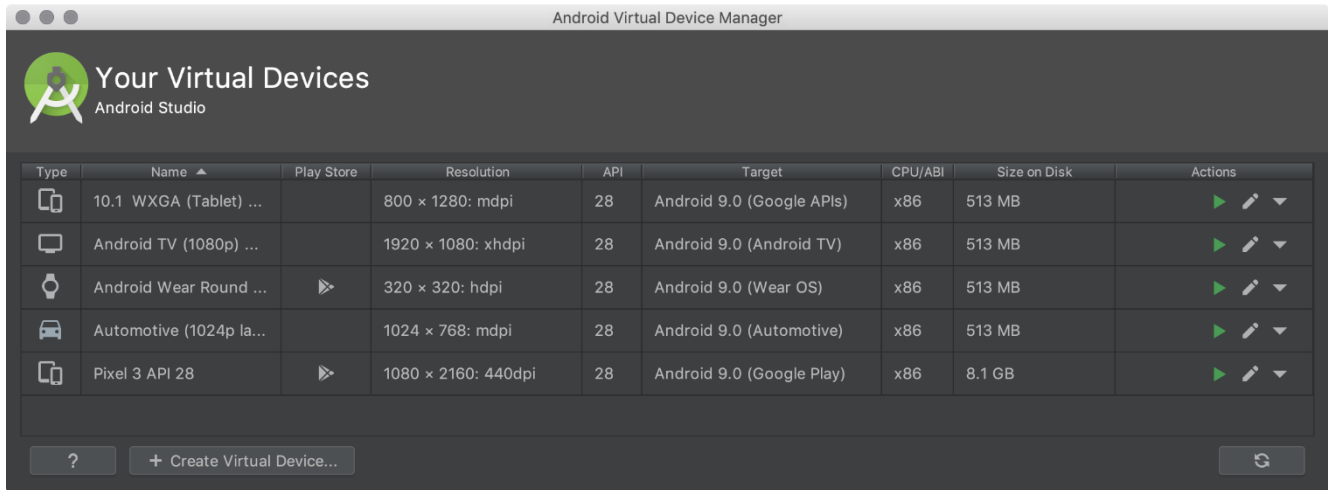 Android Virtual Device Manager
Your Virtual Devices
Android Studio
Type Name Play Store Resolution API Target CPU/ABI Size on Disk Actions
10.1 WXGA (Tablet) ... 800 × 1280: mdpi 28 Android 9.0 (Google APIs) x86 513 MB
Android TV (1080p) ... 1920 × 1080: xhdpi 28 Android 9.0 (Android TV) x86 513 MB
Android Wear Round ... 320 × 320: hdpi 28 Android 9.0 (Wear OS) x86 513 MB
Automotive (1024p la... 1024 × 768: mdpi 28 Android 9.0 (Automotive) x86 513 MB
Pixel 3 API 28 1080 × 2160: 440dpi 28 Android 9.0 (Google Play) x86 8.1 GB
? + Create Virtual Device...